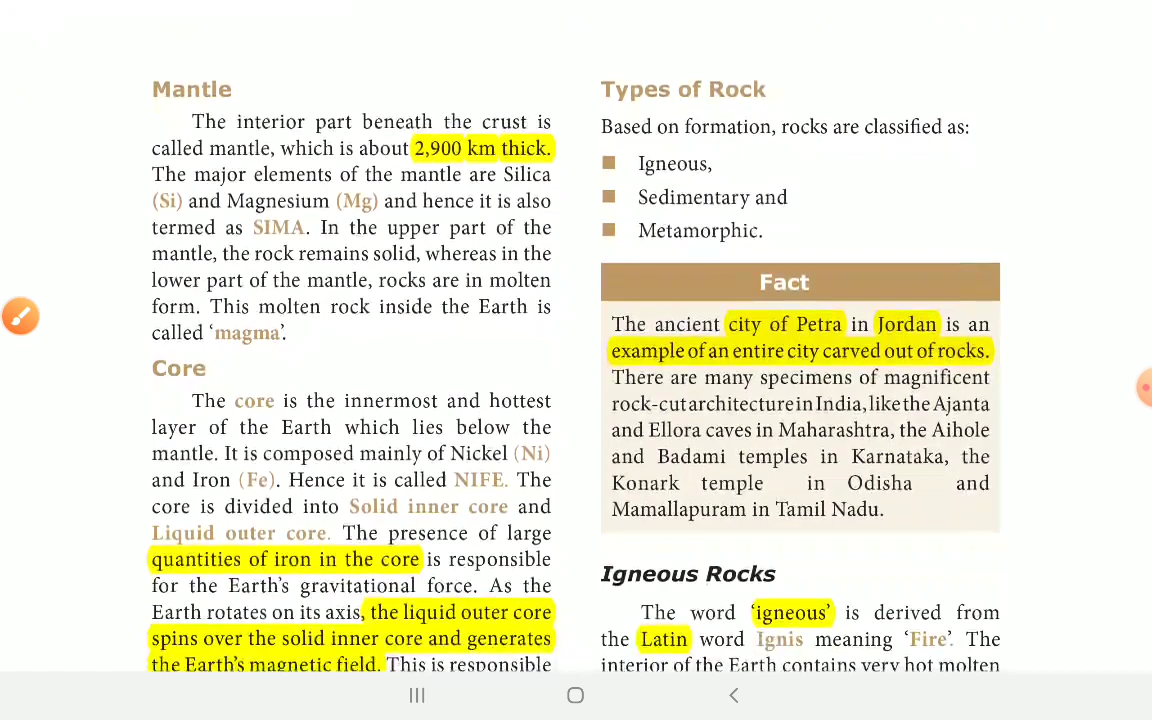 Mantle
The interior part beneath the crust is
called mantle, which is about 2,900 km thick.
The major elements of the mantle are Silica
(Si) and Magnesium (Mg) and hence it is also
termed as SIMA. In the upper part of the
mantle, the rock remains solid, whereas in the
lower part of the mantle, rocks are in molten
form. This molten rock inside the Earth is
called ‘magma’.
Core
The core is the innermost and hottest
layer of the Earth which lies below the
mantle. It is composed mainly of Nickel (Ni)
and Iron (Fe). Hence it is called NIFE. The
core is divided into Solid inner core and
Liquid outer core. The presence of large
quantities of iron in the core is responsible
for the Earth’s gravitational force. As the
Earth rotates on its axis, the liquid outer core
spins over the solid inner core and generates
the Earth’s magnetic field. This is responsible
Types of Rock
Based on formation, rocks are classified as:
Igneous,
Sedimentary and
Metamorphic.
Fact
The ancient city of Petra in Jordan is an
example of an entire city carved out of rocks.
There are many specimens of magnificent
rock-cut architecture in India, like the Ajanta
and Ellora caves in Maharashtra, the Aihole
and Badami temples in Karnataka, the
Konark temple in Odisha and
Mamallapuram in Tamil Nadu.
Igneous Rocks
The word ‘igneous’ is derived from
the Latin word Ignis meaning ‘Fire’. The
interior of the Earth contains very hot molten